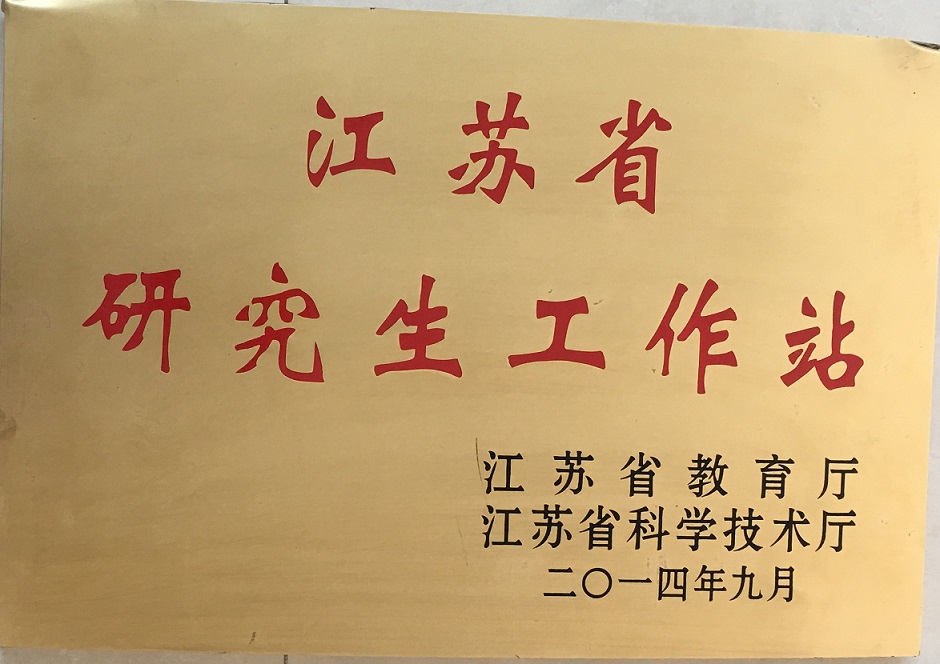 江苏省
研究生工作站
江苏省教育厅
江苏省科学技术厅
二〇一四年九月